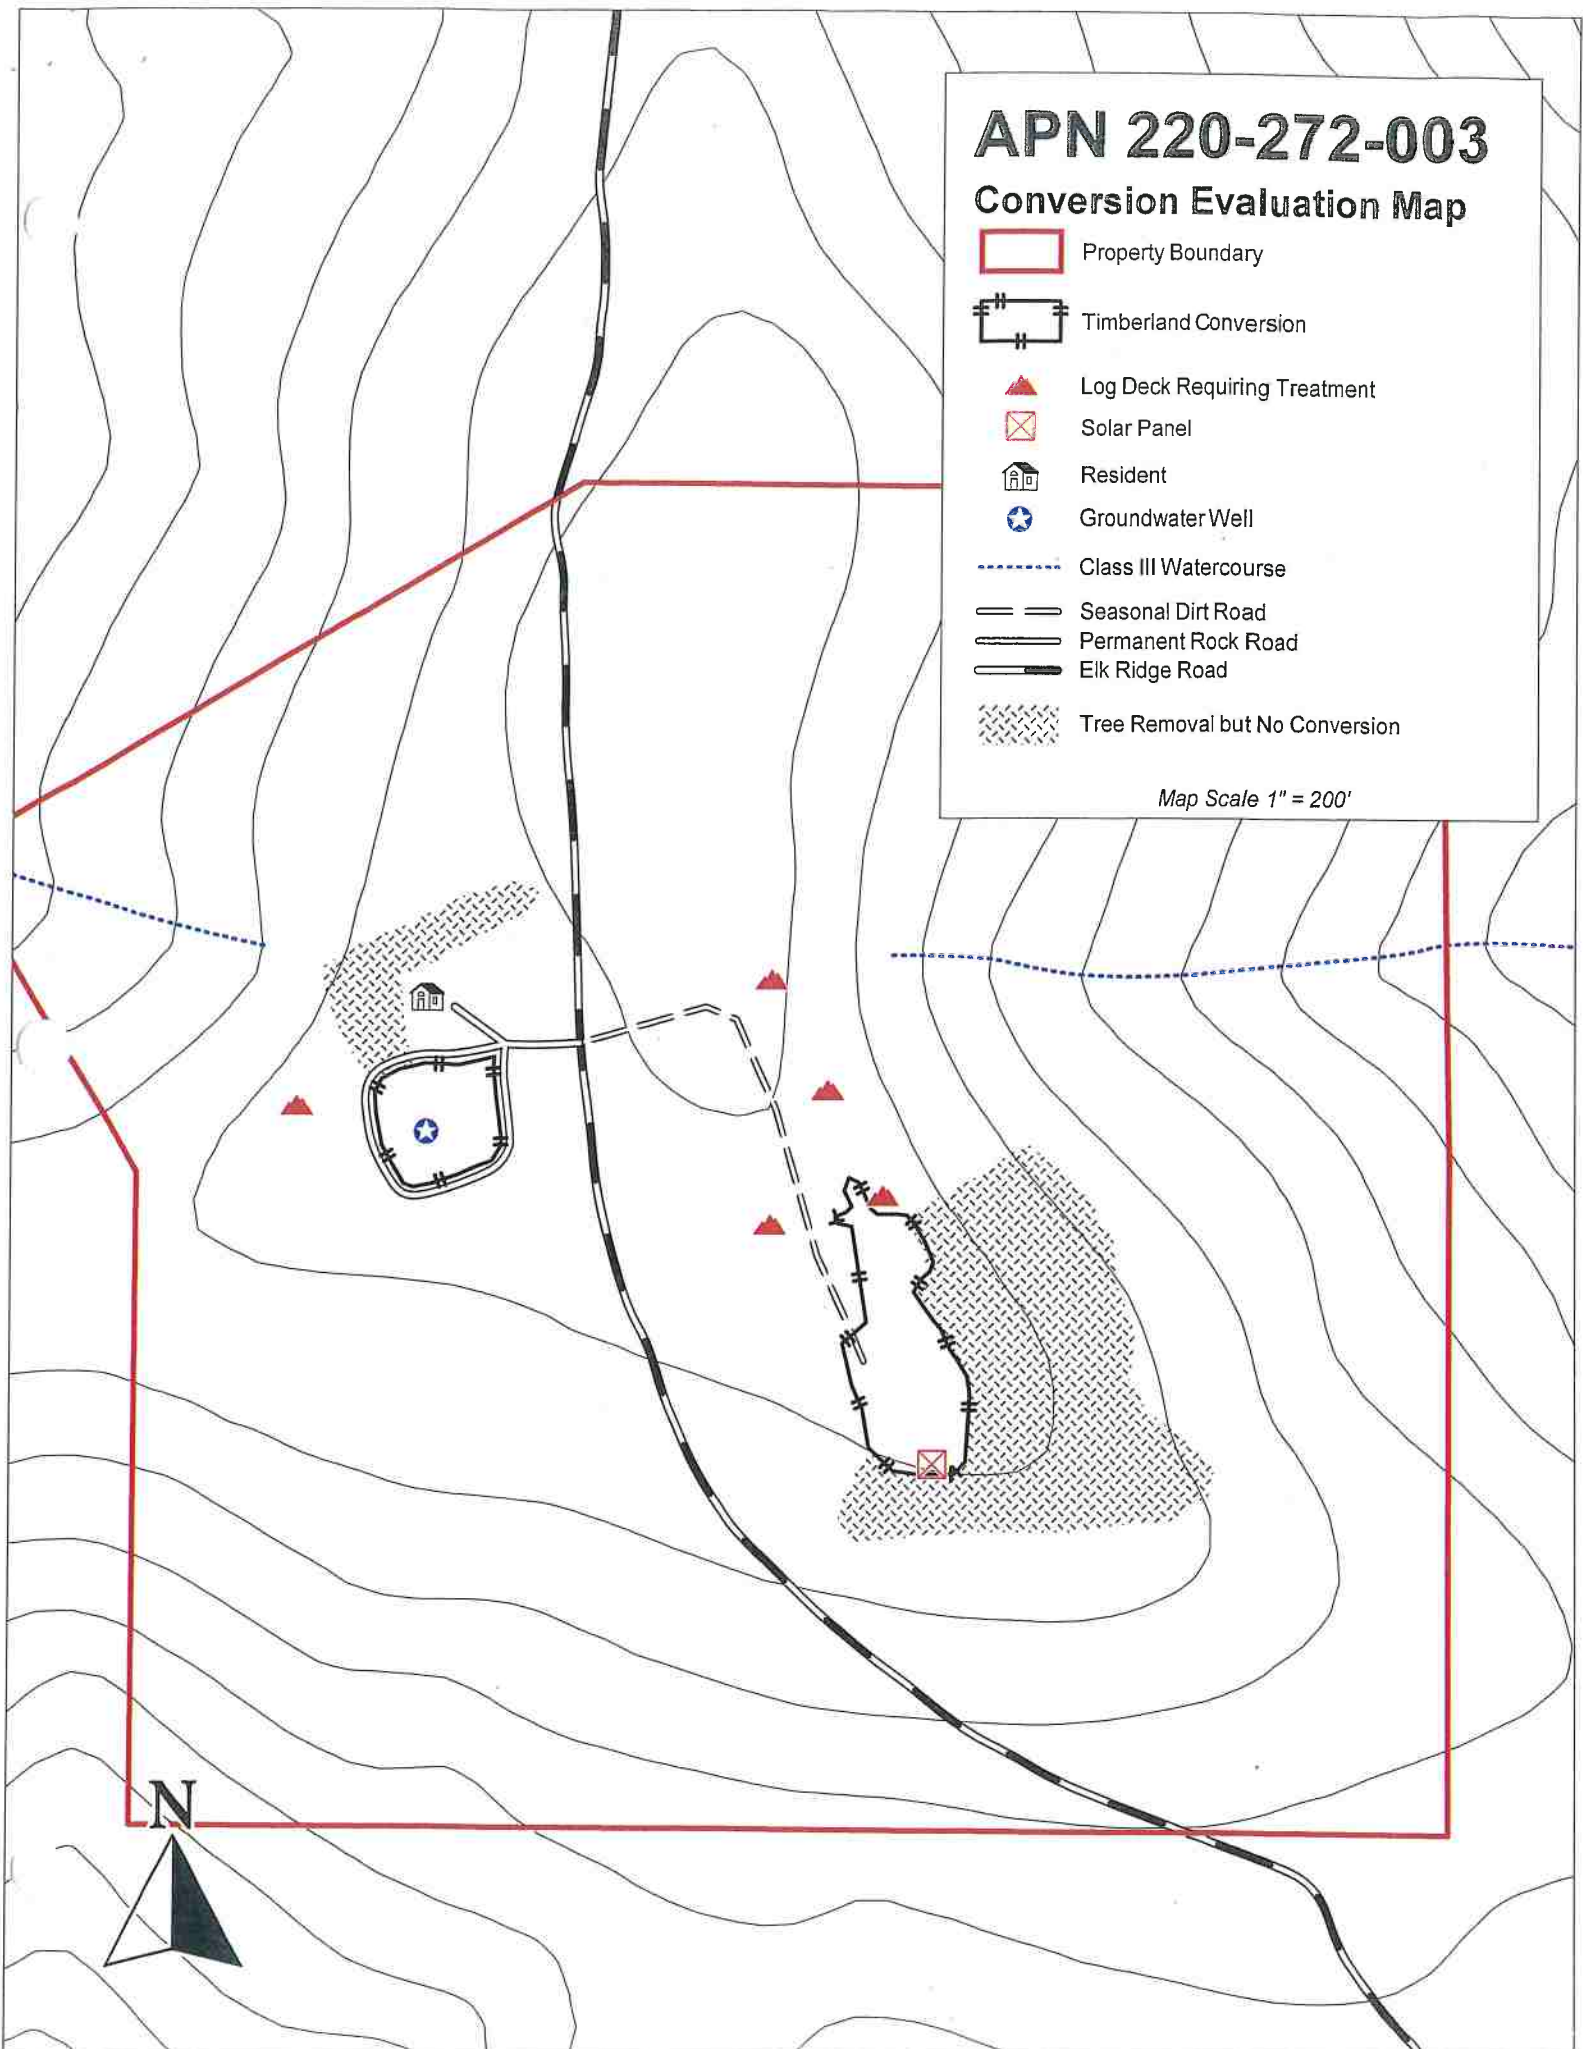 APN 220-272-003
Conversion Evaluation Map
Property Boundary
Timberland Conversion
Log Deck Requiring Treatment
Solar Panel
Resident
Groundwater Well
Class III Watercourse
Seasonal Dirt Road
Permanent Rock Road
Elk Ridge Road
Tree Removal but No Conversion
Map Scale 1" = 200'
N